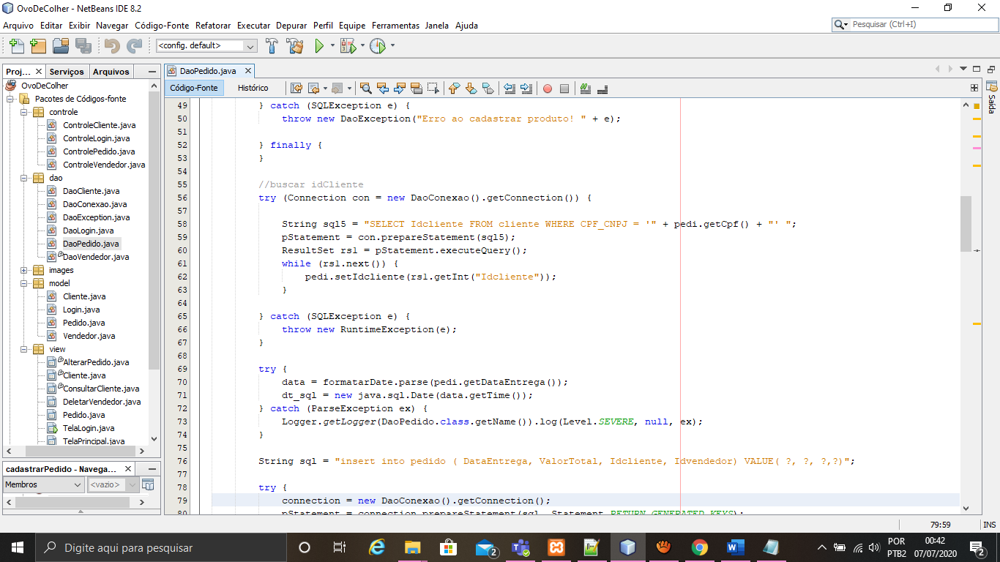 OvoDeColher - NetBeans IDE 8.2
Arquivo Editar Exibir Navegar Código-Fonte Refatorar Executar Depurar Perfil Equipe Ferramentas Janela Ajuda
Pesquisar (Ctrl+I)
<config. default>
Proj... Serviços Arquivos
DaoPedido.java
Código-Fonte Histórico
OvoDeColher
Pacotes de Códigos-fonte
controle
ControleCliente.java
ControleLogin.java
ControlePedido.java
ControleVendedor.java
dao
DaoCliente.java
DaoConexao.java
DaoException.java
DaoLogin.java
DaoPedido.java
DaoVendedor.java
images
model
Cliente.java
Login.java
Pedido.java
Vendedor.java
view
AlterarPedido.java
Cliente.java
ConsultarCliente.java
DeletarVendedor.java
Pedido.java
TelaLogin.java
TelaPrincipal.java
cadastrarPedido - Navega...
Membros
<vazio>
49 } catch (SQLException e) {
50 throw new DaoException("Erro ao cadastrar produto! " + e);
51
52 } finally {
53 }
54
55 //buscar idCliente
56 try (Connection con = new DaoConexao().getConnection()) {
57
58 String sql5 = "SELECT Idcliente FROM cliente WHERE CPF_CNPJ = '" + pedi.getCpf() + "' ";
59 pStatement = con.prepareStatement(sql5);
60 ResultSet rs1 = pStatement.executeQuery();
61 while (rs1.next()) {
62 pedi.setIdcliente(rs1.getInt("Idcliente"));
63 }
64
65 } catch (SQLException e) {
66 throw new RuntimeException(e);
67 }
68
69 try {
70 data = formatarDate.parse(pedi.getDataEntrega());
71 dt_sql = new java.sql.Date(data.getTime());
72 } catch (ParseException ex) {
73 Logger.getLogger(DaoPedido.class.getName()).log(Level.SEVERE, null, ex);
74 }
75
76 String sql = "insert into pedido ( DataEntrega, ValorTotal, Idcliente, Idvendedor) VALUE( ?, ?, ?,?)";
77
78 try {
79 connection = new DaoConexao().getConnection();
80 pStatement = connection.prepareStatement(sql, Statement.RETURN_GENERATED_KEYS);
Saída
79:59 INS
Digite aqui para pesquisar
2
POR
PTB2
00:42
07/07/2020
2